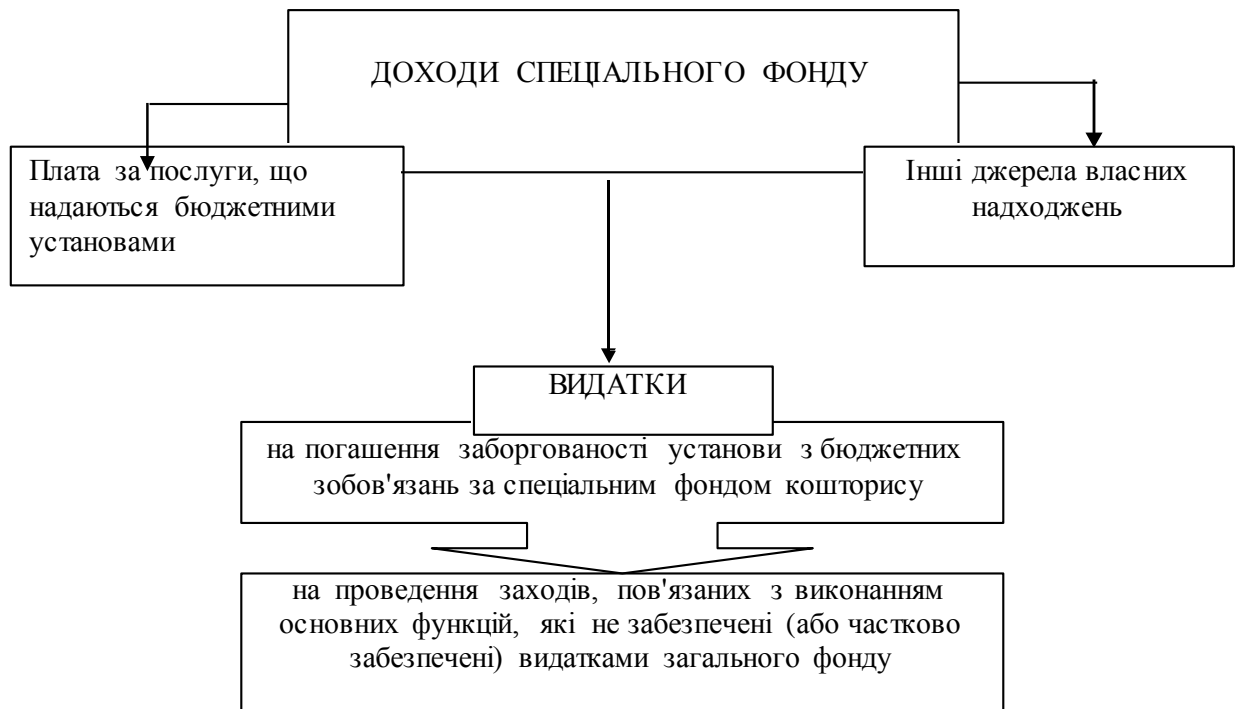 ДОХОДИ СПЕЦІАЛЬНОГО ФОНДУ
Плата за послуги, що
надаються бюджетними
установами
Інші джерела власних
надходжень
ВИДАТКИ
на погашення заборгованості установи з бюджетних
зобов'язань за спеціальним фондом кошторису
на проведення заходів, пов'язаних з виконанням
основних функцій, які не забезпечені (або частково
забезпечені) видатками загального фонду